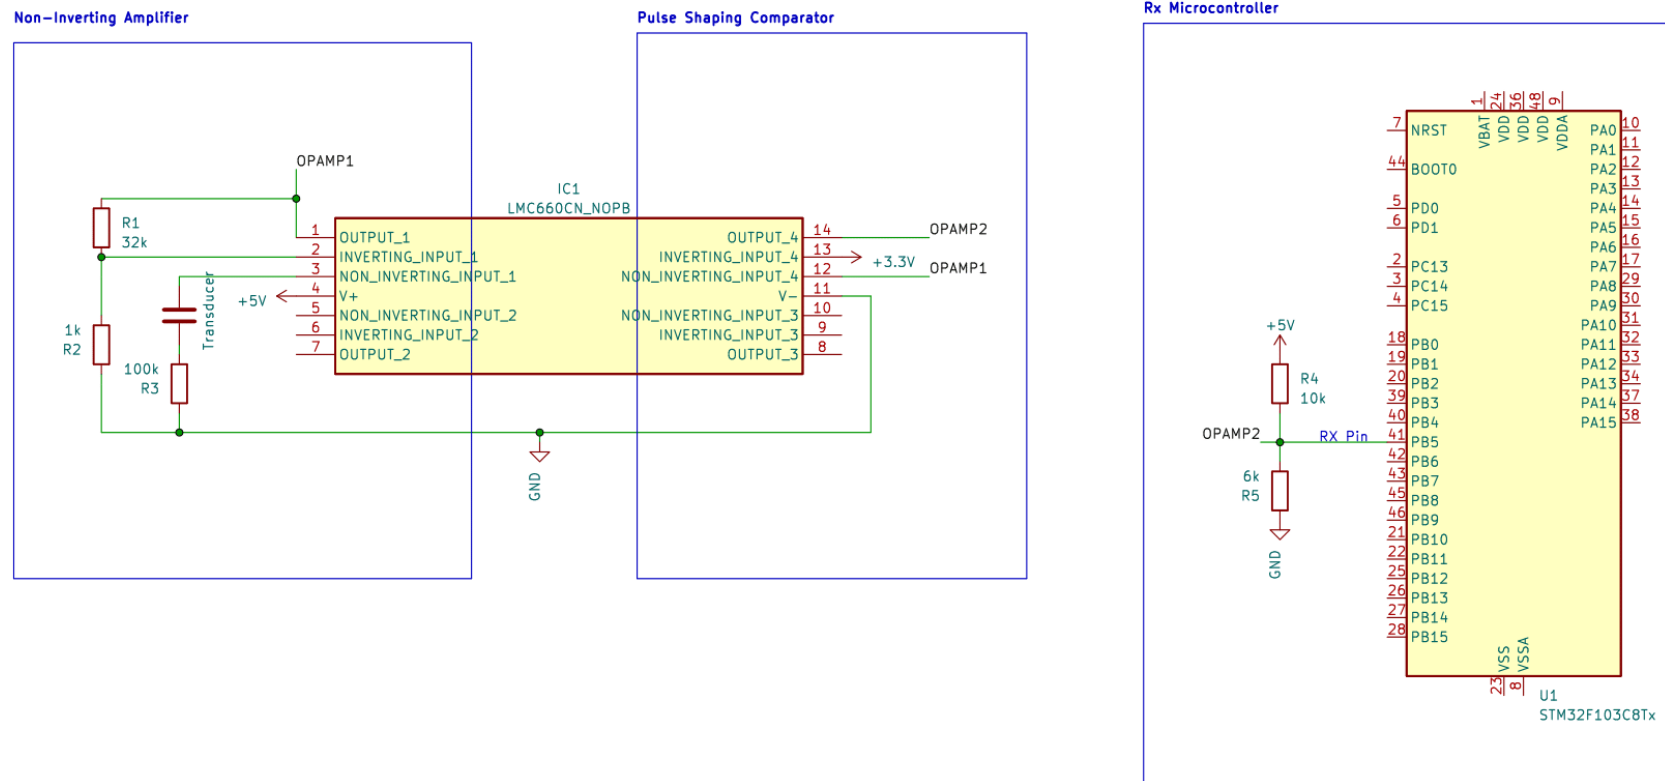 Non-Inverting Amplifier
OPAMP1
R1
32k
1k
R2
Transducer
100k
R3
+5V
GND
Pulse Shaping Comparator
IC1
LMC660CN_NOPB
1 OUTPUT_1
2 INVERTING_INPUT_1
3 NON_INVERTING_INPUT_1
4 V+
5 NON_INVERTING_INPUT_2
6 INVERTING_INPUT_2
7 OUTPUT_2
OUTPUT_4 14
INVERTING_INPUT_4 13
NON_INVERTING_INPUT_4 12
V- 11
NON_INVERTING_INPUT_3 10
INVERTING_INPUT_3 9
OUTPUT_3 8
OPAMP2
+3.3V
OPAMP1
Rx Microcontroller
+5V
R4
10k
OPAMP2
RX Pin
6k
R5
GND
1 VBAT
24 VDD
36 VDD
48 VDD
9 VDDA
7 NRST
44 BOOT0
5 PD0
6 PD1
2 PC13
3 PC14
4 PC15
18 PB0
19 PB1
20 PB2
39 PB3
40 PB4
41 PB5
42 PB6
43 PB7
45 PB8
46 PB9
21 PB10
22 PB11
25 PB12
26 PB13
27 PB14
28 PB15
PA0 10
PA1 11
PA2 12
PA3 13
PA4 14
PA5 15
PA6 16
PA7 17
PA8 29
PA9 30
PA10 31
PA11 32
PA12 33
PA13 34
PA14 37
PA15 38
23 VSS
8 VSSA
U1
STM32F103C8Tx